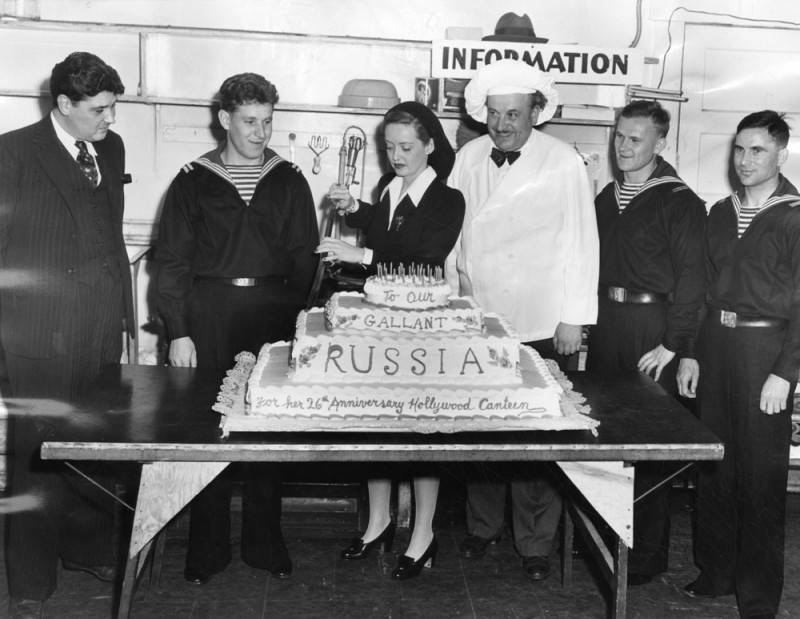 INFORMATION
To Our
GALLANT
RUSSIA
For her 26th Anniversary Hollywood Canteen